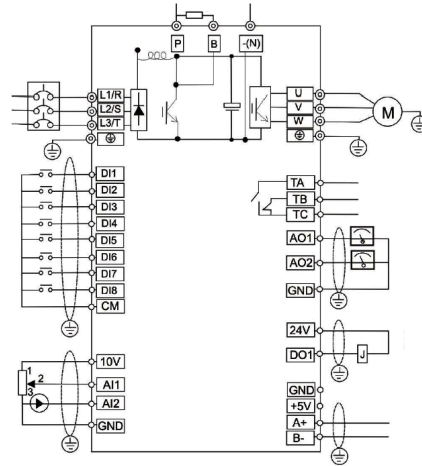 P B -(N)
L1/R
L2/S
L3/T
U
V
W
M
DI1
DI2
DI3
DI4
DI5
DI6
DI7
DI8
CM
TA
TB
TC
AO1
AO2
GND
24V
DO1 J
10V
1
2
3
AI1
AI2
GND
GND
+5V
A+
B-